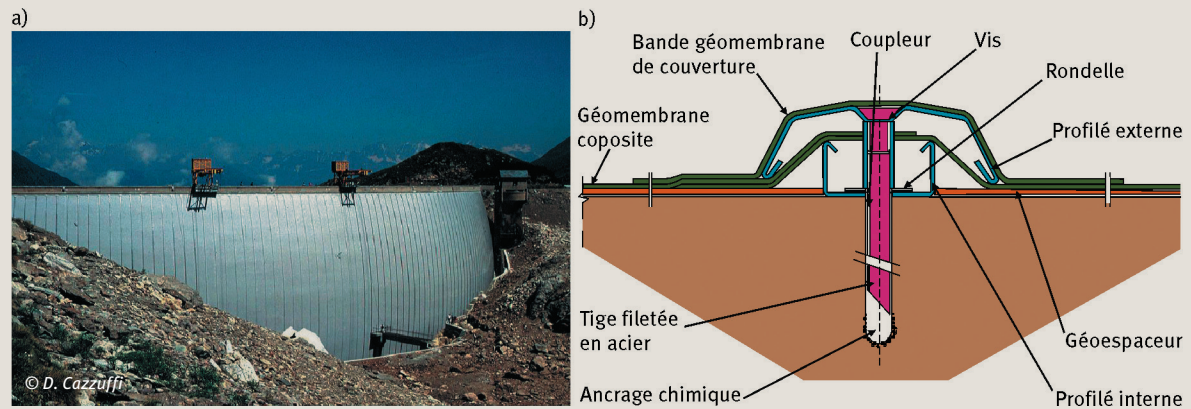 a)
© D. Cazzuffi
b)
Bande géomembrane
de couverture
Coupleur
Vis
Rondelle
Géomembrane
coposite
Profilé externe
Tige filetée
en acier
Géoespaceur
Ancrage chimique
Profilé interne